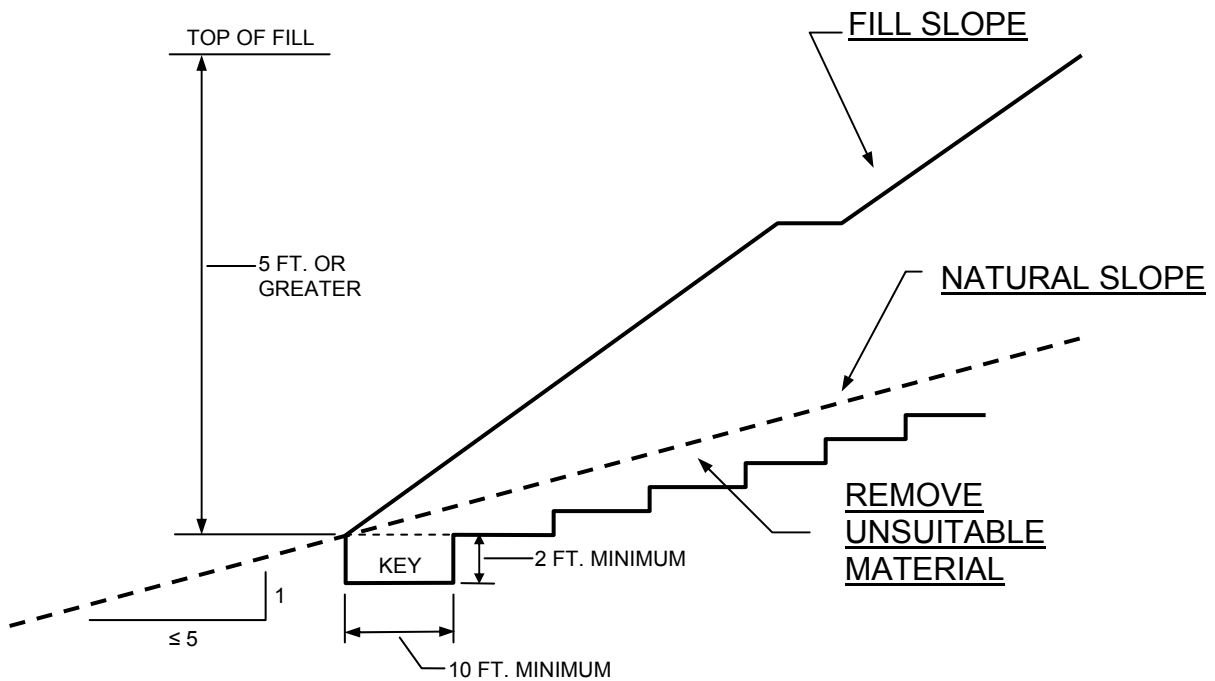 TOP OF FILL
FILL SLOPE
5 FT. OR
GREATER
NATURAL SLOPE
REMOVE
UNSUITABLE
MATERIAL
KEY
2 FT. MINIMUM
1
≤ 5
10 FT. MINIMUM